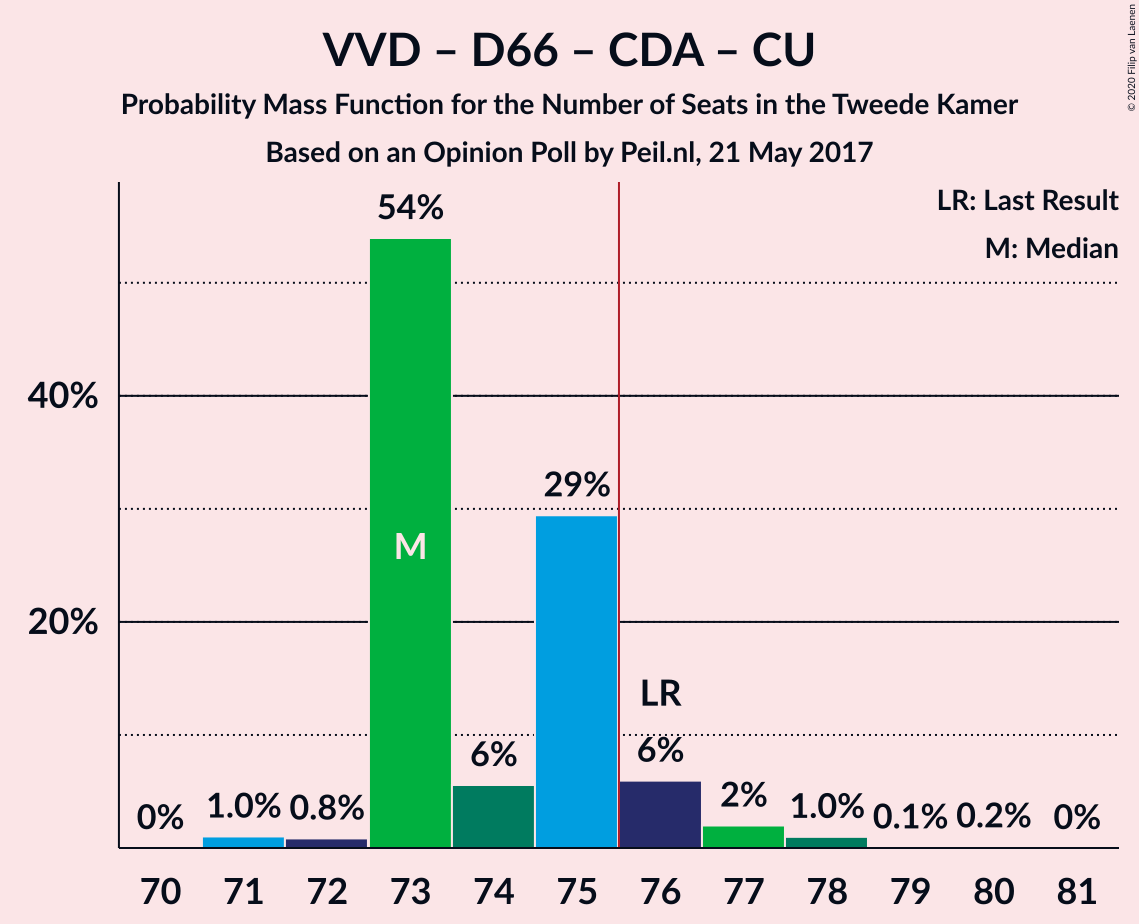 VVD – D66 – CDA – CU
Probability Mass Function for the Number of Seats in the Tweede Kamer
Based on an Opinion Poll by Peil.nl, 21 May 2017
© 2020 Filip van Laenen
LR: Last Result
M: Median
40%
20%
0%
1.0%
0.8%
54%
M
6%
29%
LR
6%
2%
1.0%
0.1%
0.2%
0%
70 71 72 73 74 75 76 77 78 79 80 81